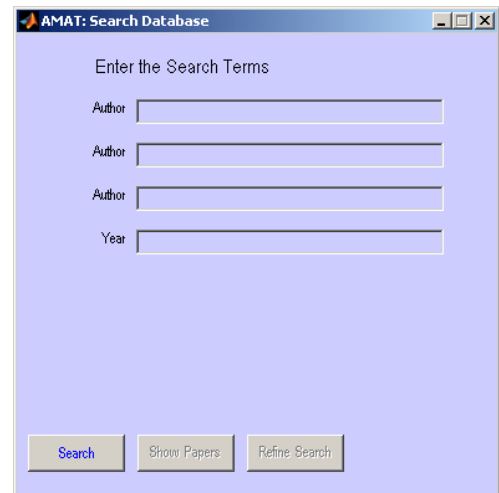 AMAT: Search Database
Enter the Search Terms
Author
Author
Author
Year
Search Show Papers Refine Search